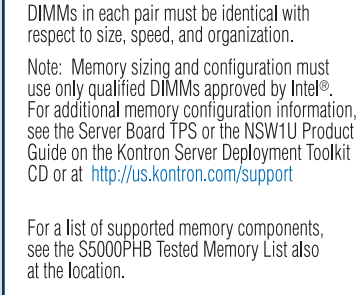 DIMMs in each pair must be identical with
respect to size, speed, and organization.
Note: Memory sizing and configuration must
use only qualified DIMMs approved by Intel®.
For additional memory configuration information,
see the Server Board TPS or the NSW1U Product
Guide on the Kontron Server Deployment Toolkit
CD or at http://us.kontron.com/support
For a list of supported memory components,
see the S5000PHB Tested Memory List also
at the location.